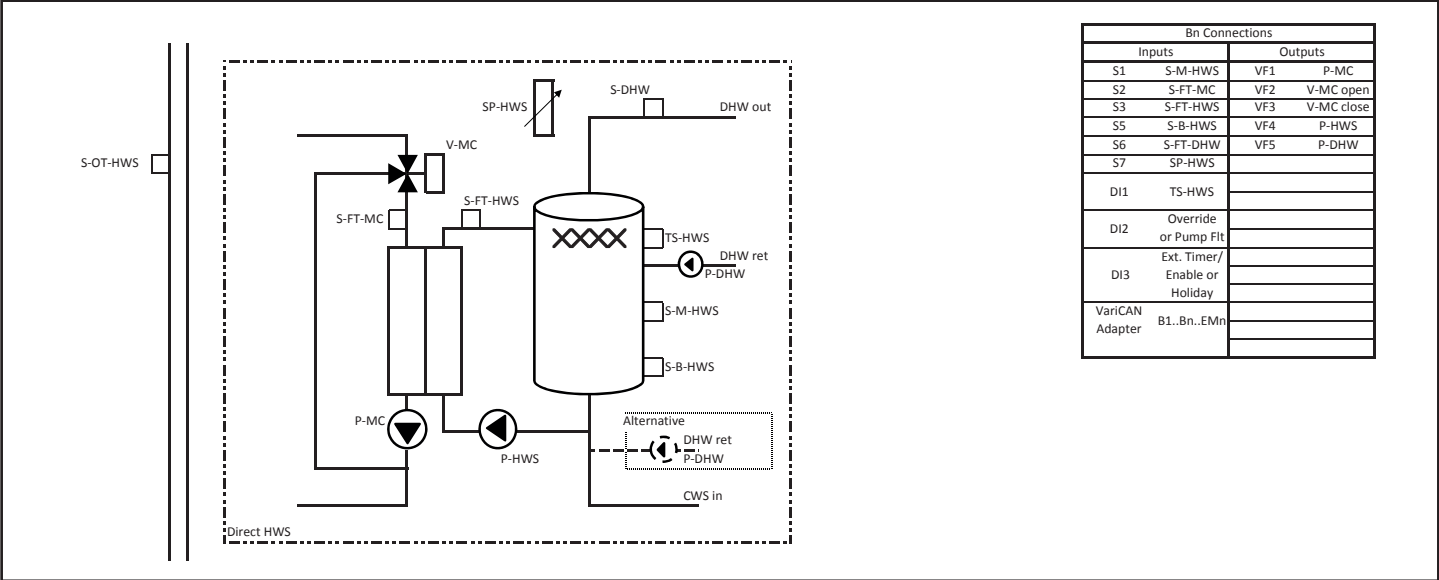 S-OT-HWS
SP-HWS
S-DHW
DHW out
V-MC
S-FT-MC
S-FT-HWS
TS-HWS
DHW ret
P-DHW
S-M-HWS
S-B-HWS
P-MC
P-HWS
Alternative
DHW ret
P-DHW
CWS in
Direct HWS
Bn Connections
Inputs Outputs
S1 S-M-HWS VF1 P-MC
S2 S-FT-MC VF2 V-MC open
S3 S-FT-HWS VF3 V-MC close
S5 S-B-HWS VF4 P-HWS
S6 S-FT-DHW VF5 P-DHW
S7 SP-HWS
DI1 TS-HWS
DI2 Override
or Pump Flt
DI3 Ext. Timer/
Enable or
Holiday
VariCAN
Adapter B1..Bn..EMn